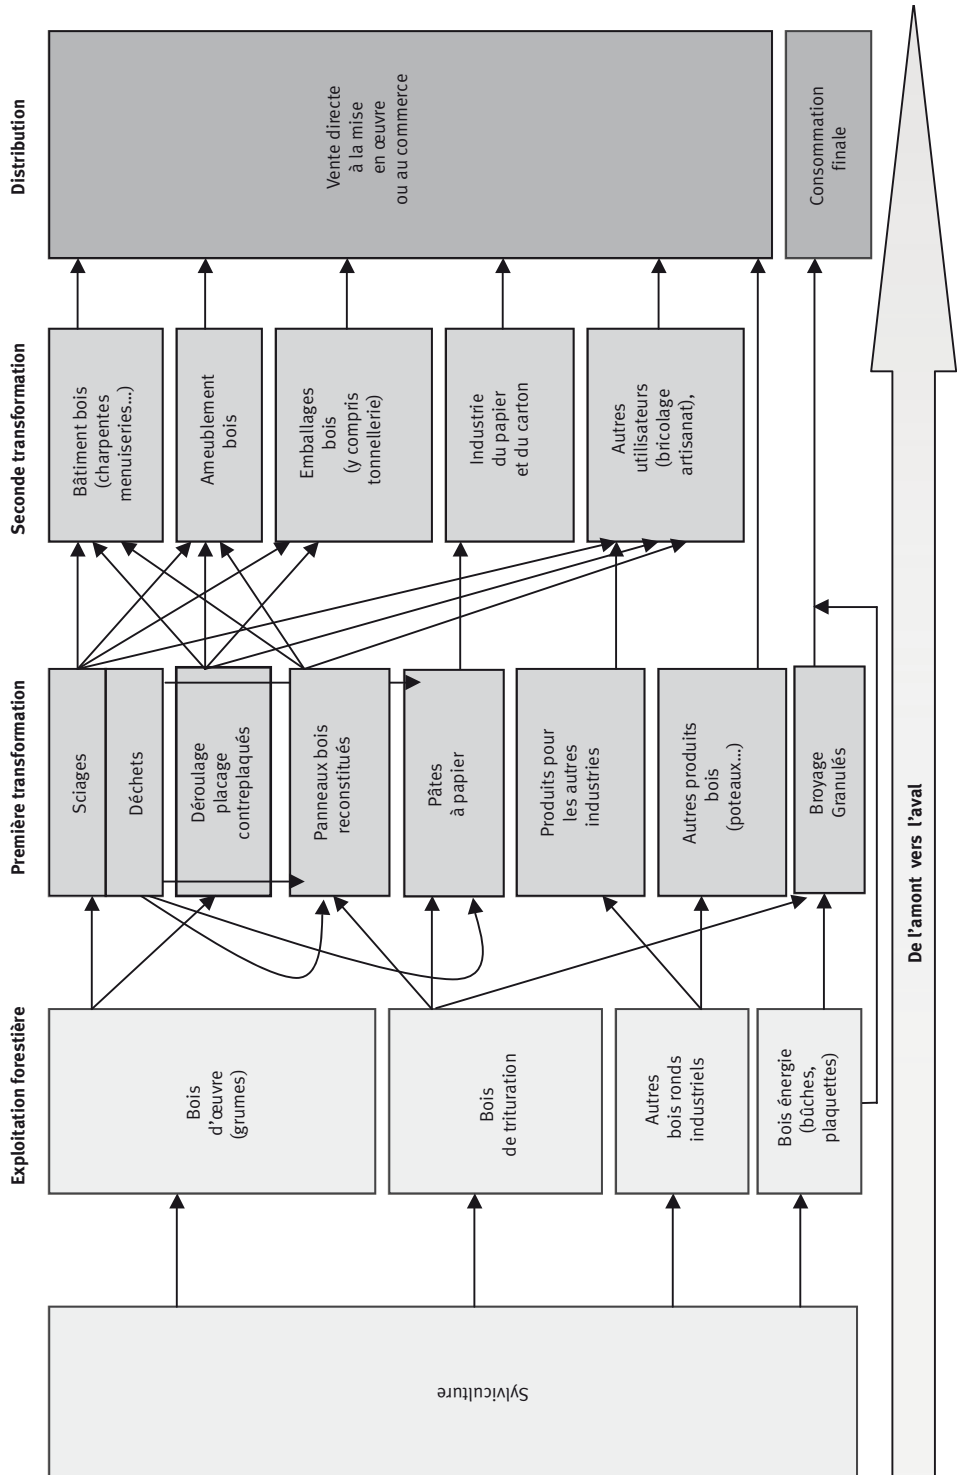 Sylviculture
Exploitation forestière
Bois
d'œuvre
(grumes)
Bois
de trituration
Autres
bois ronds
industriels
Bois énergie
(bûches,
plaquettes)
Première transformation
Sciages
Déchets
Déroulage
placage
contreplaqués
Panneaux bois
reconstitués
Pâtes
à papier
Produits pour
les autres
industries
Autres produits
bois
(poteaux...)
Broyage
Granulés
Seconde transformation
Bâtiment bois
(charpentes
menuiseries...)
Ameublement
bois
Emballages
bois
(y compris
tonnellerie)
Industrie
du papier
et du carton
Autres
utilisateurs
(bricolage
artisanat),
Distribution
Vente directe
à la mise
en œuvre
ou au commerce
Consommation
finale
De l'amont vers l'aval